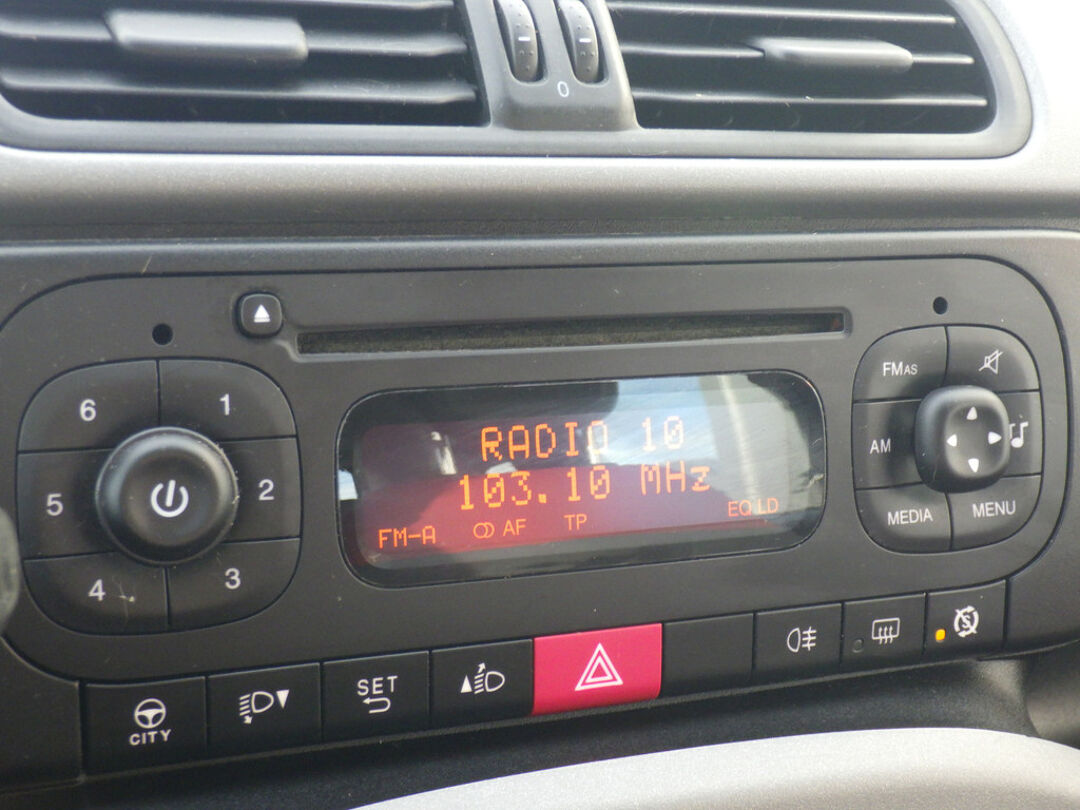 0
6
1
5
2
4
3
RADIO 10
103.10 MHz
FM-A AF TP EQ LD
FMAS
AM
MEDIA
MENU
CITY
SET